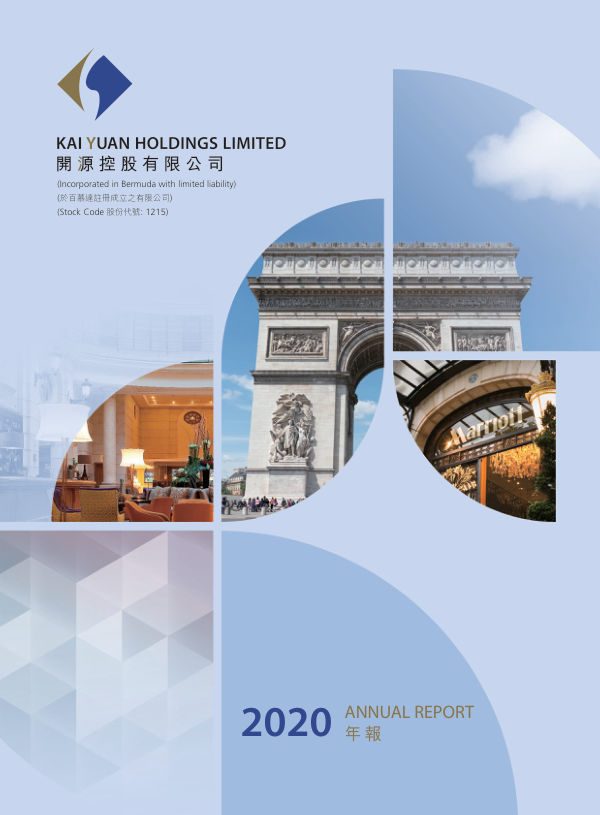 KAI YUAN HOLDINGS LIMITED
開源控股有限公司
(Incorporated in Bermuda with limited liability)
(於百慕達註冊成立之有限公司)
(Stock Code 股份代號: 1215)
Marriott
2020 ANNUAL REPORT
年報